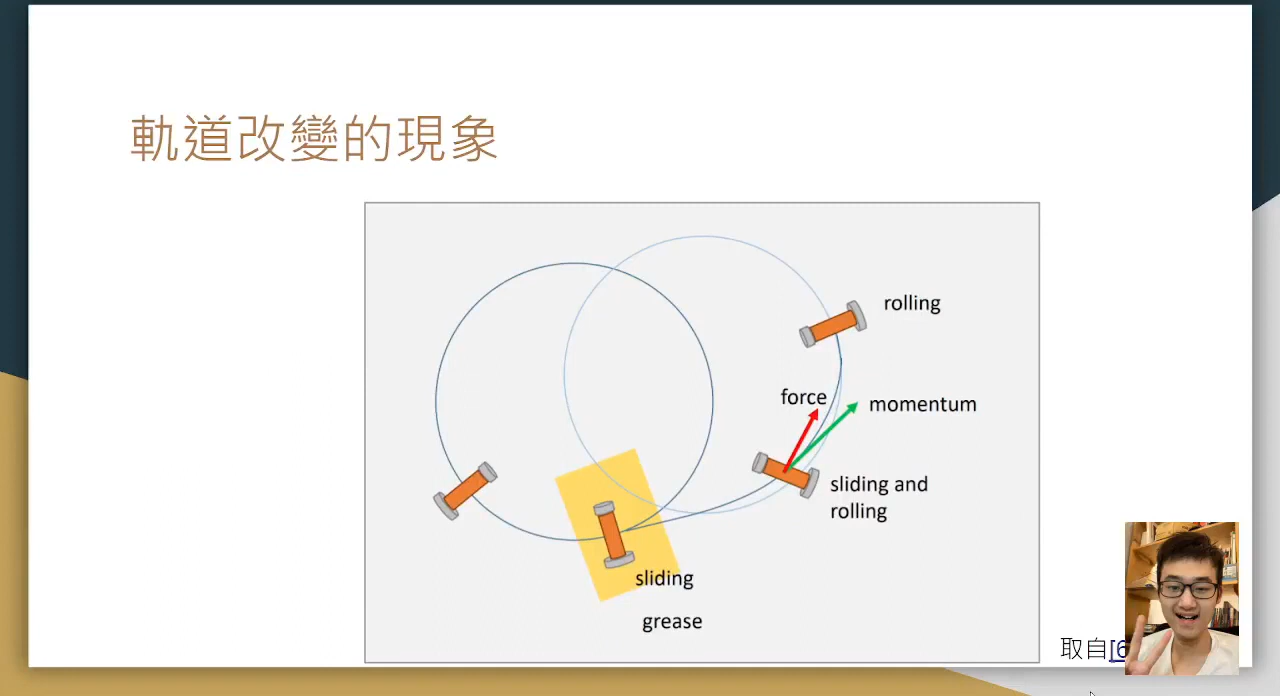 軌道改變的現象
rolling
force
momentum
sliding and
rolling
sliding
grease
取自[6